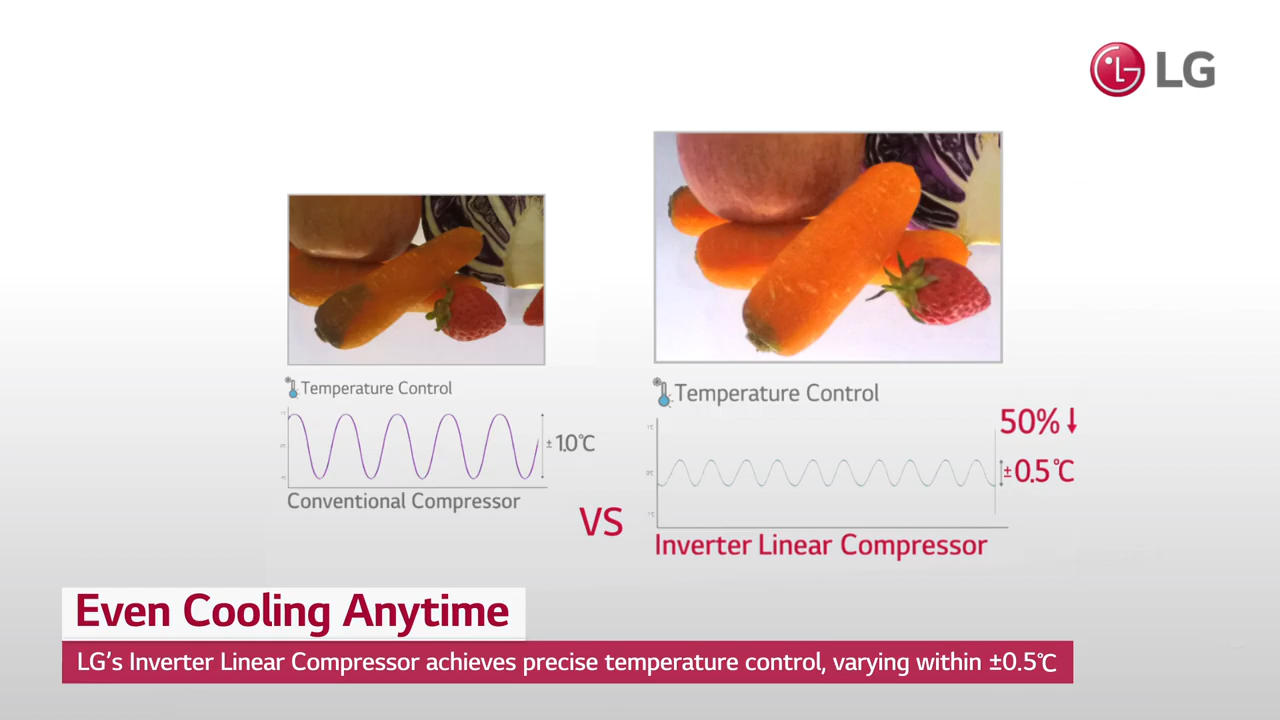 LG
Temperature Control
± 1.0℃
Conventional Compressor
VS
Temperature Control
50% ↓
±0.5℃
Inverter Linear Compressor
Even Cooling Anytime
LG's Inverter Linear Compressor achieves precise temperature control, varying within ±0.5℃